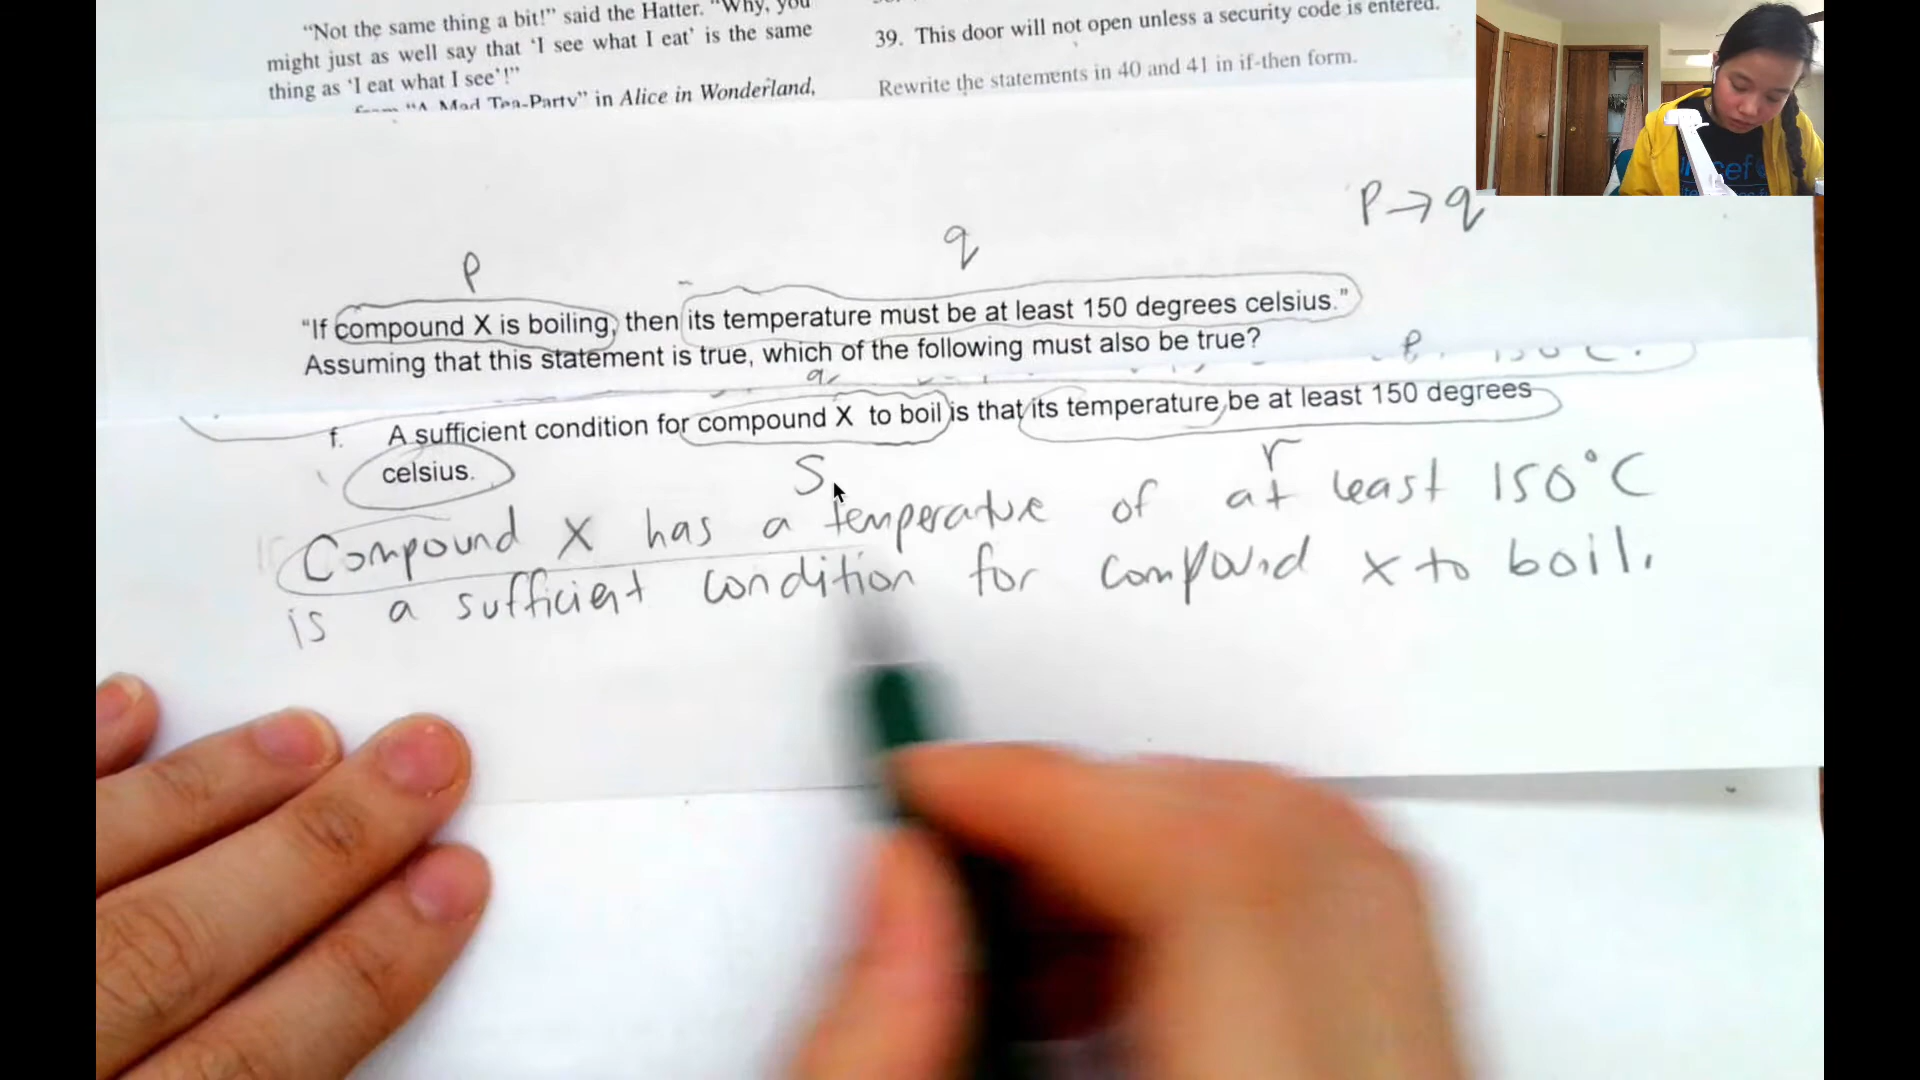 “Not the same thing a bit!” said the Hatter. “Why, you
might just as well say that ‘I see what I eat’ is the same
thing as ‘I eat what I see’!”
“A Mad Tea-Party” in Alice in Wonderland,
39. This door will not open unless a security code is entered.
Rewrite the statements in 40 and 41 in if-then form.
unicef
p → q
p
q
“If compound X is boiling, then its temperature must be at least 150 degrees celsius.”
Assuming that this statement is true, which of the following must also be true?
p
q
f. A sufficient condition for compound X to boil is that its temperature be at least 150 degrees
celsius.
S
r
Compound X has a temperature of at least 150°C
is a sufficient condition for compound x to boil.